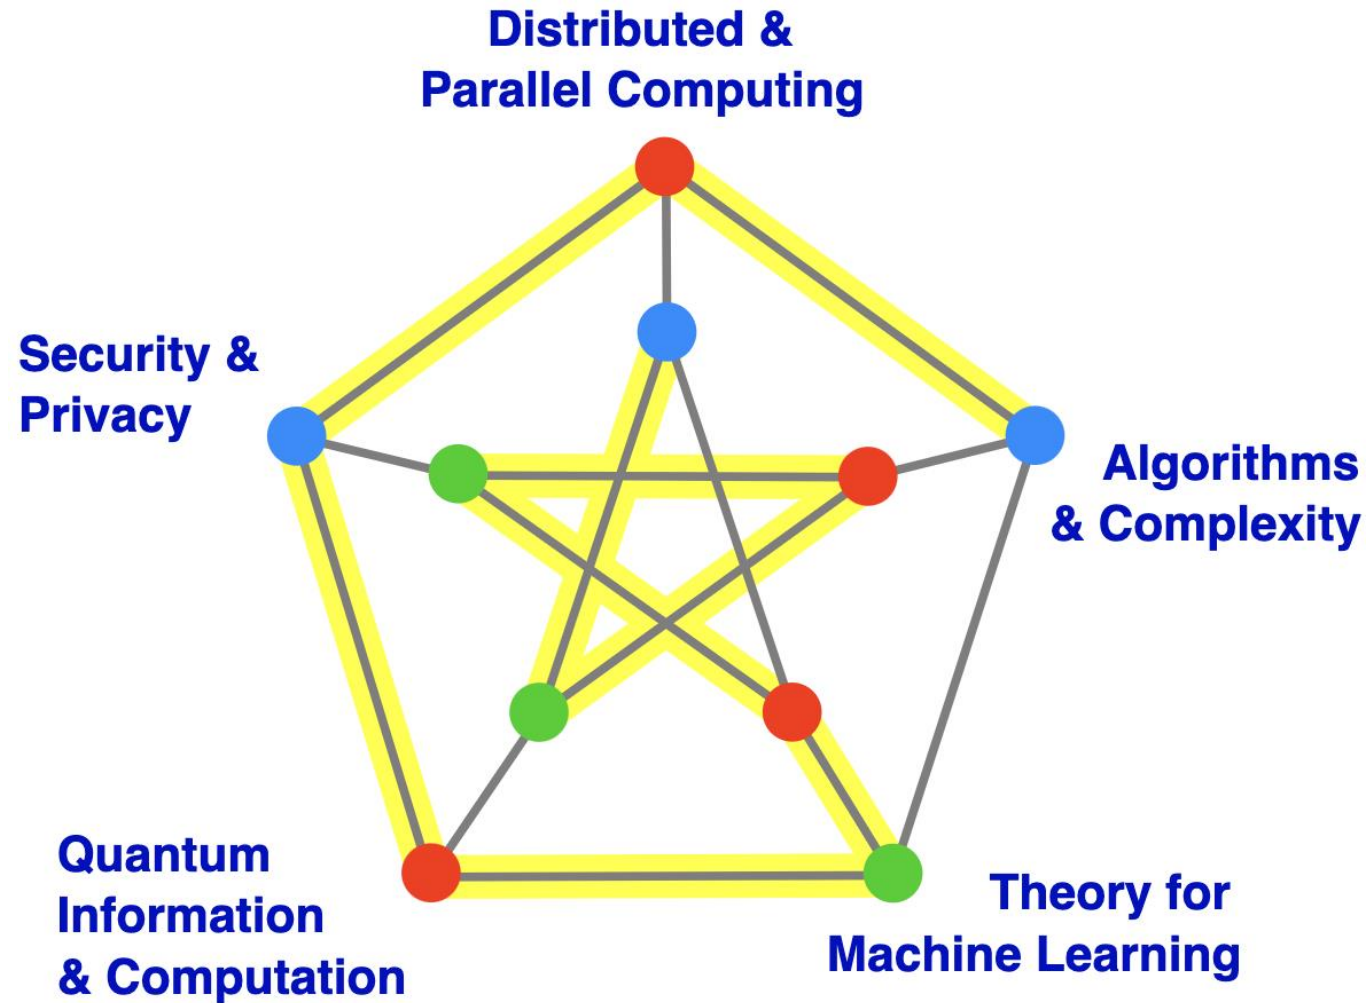 Distributed &
Parallel Computing
Security &
Privacy
Algorithms
& Complexity
Quantum
Information
& Computation
Theory for
Machine Learning